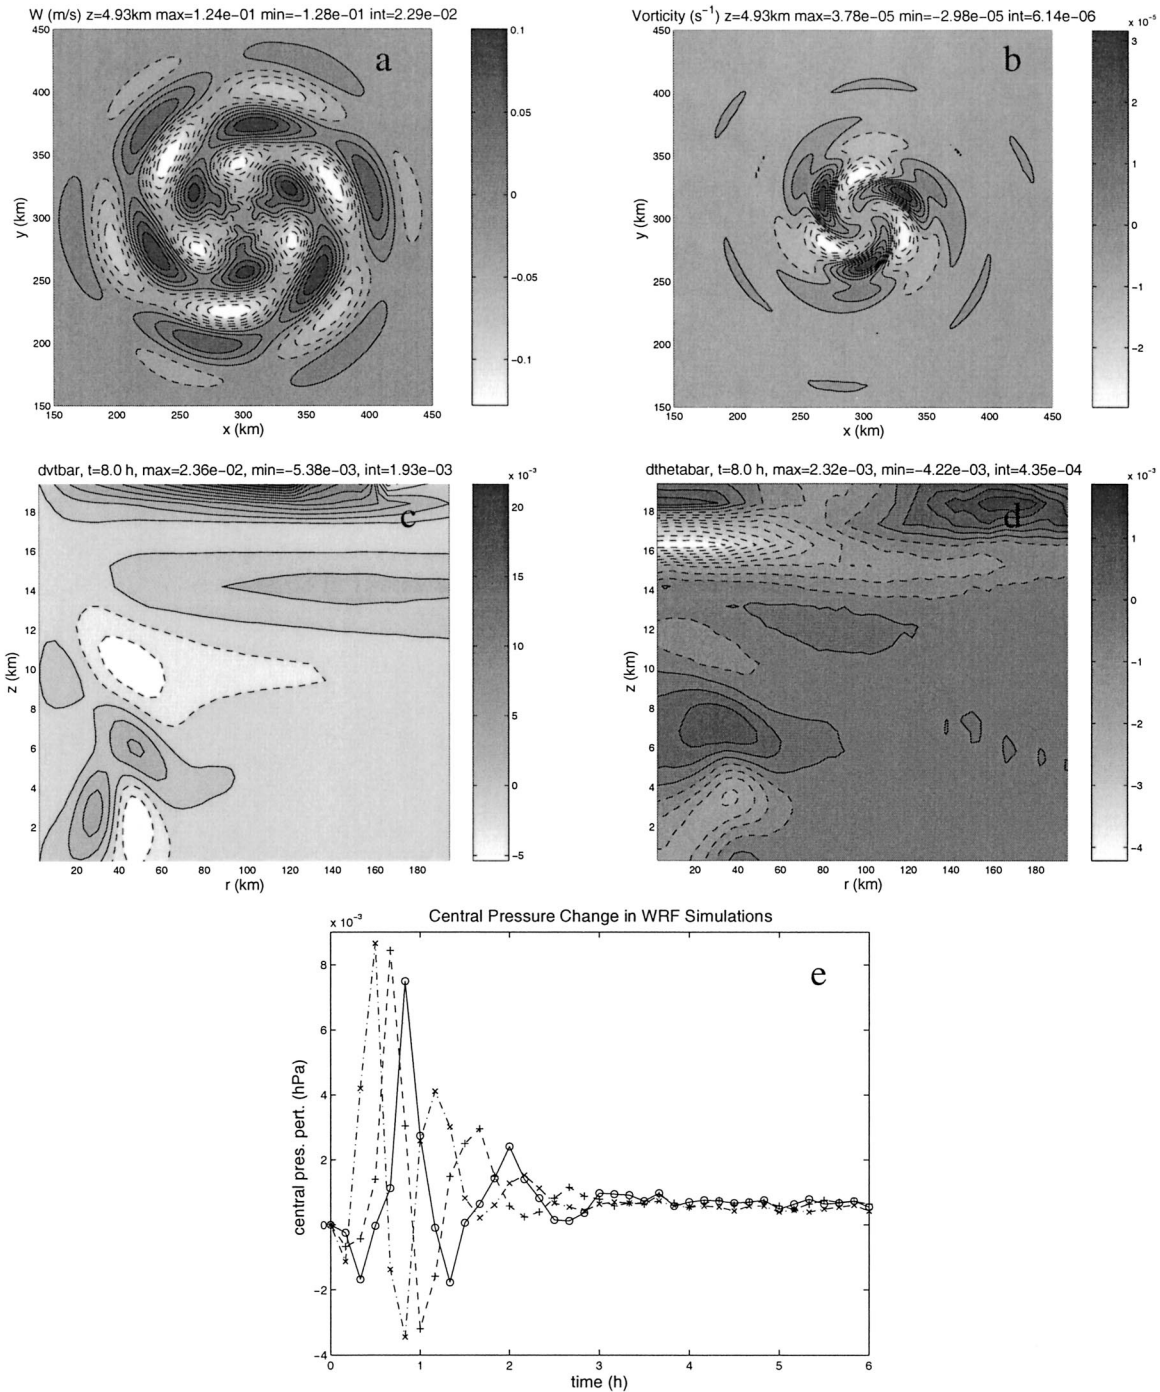 W (m/s) z=4.93km max=1.24e−01 min=−1.28e−01 int=2.29e−02
450
400
350
300
250
200
150
y (km)
a
150 200 250 300 350 400 450
x (km)
0.1
0.05
0
−0.05
−0.1
Vorticity (s⁻¹) z=4.93km max=3.78e−05 min=−2.98e−05 int=6.14e−06
450
400
350
300
250
200
150
y (km)
b
150 200 250 300 350 400 450
x (km)
x 10⁻⁵
3
2
1
0
−1
−2
dvtbar, t=8.0 h, max=2.36e−02, min=−5.38e−03, int=1.93e−03
18
16
14
12
10
8
6
4
2
z (km)
c
20 40 60 80 100 120 140 160 180
r (km)
x 10⁻³
20
15
10
5
0
−5
dthetabar, t=8.0 h, max=2.32e−03, min=−4.22e−03, int=4.35e−04
18
16
14
12
10
8
6
4
2
z (km)
d
20 40 60 80 100 120 140 160 180
r (km)
x 10⁻³
1
0
−1
−2
−3
−4
Central Pressure Change in WRF Simulations
x 10⁻³
8
6
4
2
0
−2
−4
central pres. pert. (hPa)
e
0 1 2 3 4 5 6
time (h)